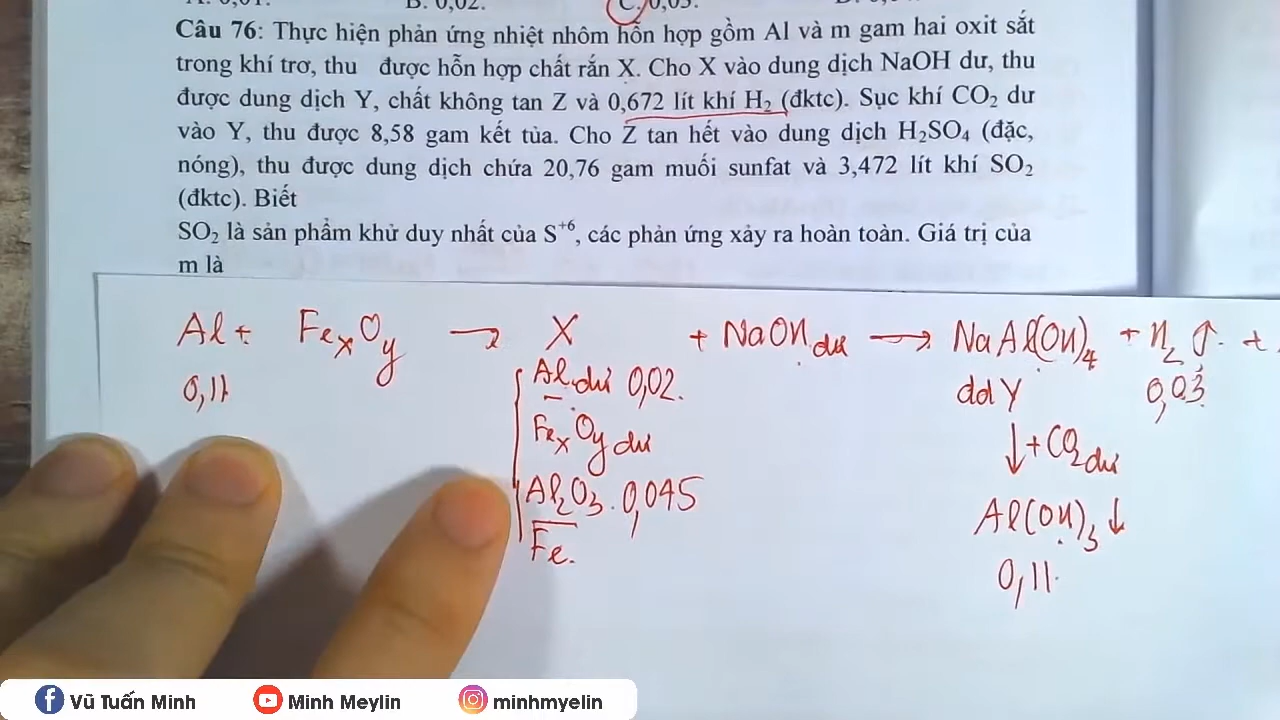 B. 0,02.
C. 0,03.
Câu 76: Thực hiện phản ứng nhiệt nhôm hỗn hợp gồm Al và m gam hai oxit sắt
trong khí trơ, thu được hỗn hợp chất rắn X. Cho X vào dung dịch NaOH dư, thu
được dung dịch Y, chất không tan Z và 0,672 lít khí H₂ (đktc). Sục khí CO₂ dư
vào Y, thu được 8,58 gam kết tủa. Cho Z tan hết vào dung dịch H₂SO₄ (đặc,
nóng), thu được dung dịch chứa 20,76 gam muối sunfat và 3,472 lít khí SO₂
(đktc). Biết
SO₂ là sản phẩm khử duy nhất của S⁺⁶, các phản ứng xảy ra hoàn toàn. Giá trị của
m là
Al + FexOy → X + NaOH dư → NaAl(OH)₄ + H₂ ↑ +
0,11 Al dư 0,02. dd Y 0,03
FexOy dư ↓ + CO₂ dư
Al₂O₃ 0,045 Al(OH)₃ ↓
Fe. 0,11
Vũ Tuấn Minh Minh Meylin minhmyelin